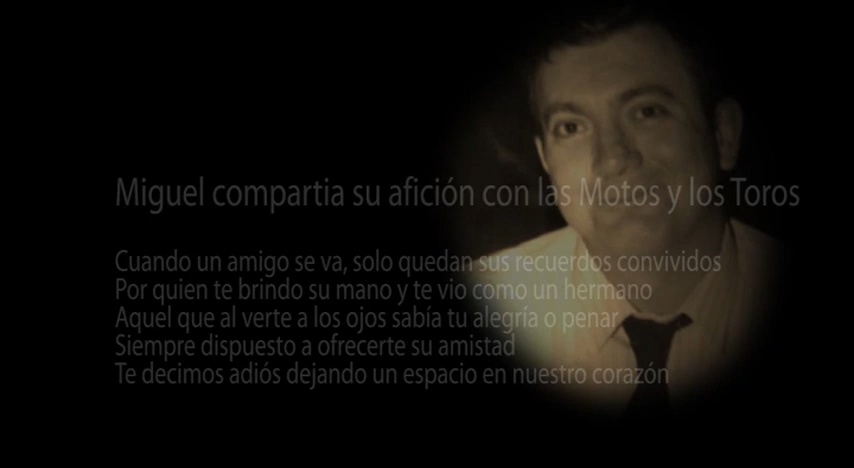 Miguel compartia su afición con las Motos y los Toros
Cuando un amigo se va, solo quedan sus recuerdos convividos
Por quien te brindo su mano y te vio como un hermano
Aquel que al verte a los ojos sabía tu alegría o penar
Siempre dispuesto a ofrecerte su amistad
Te decimos adiós dejando un espacio en nuestro corazón